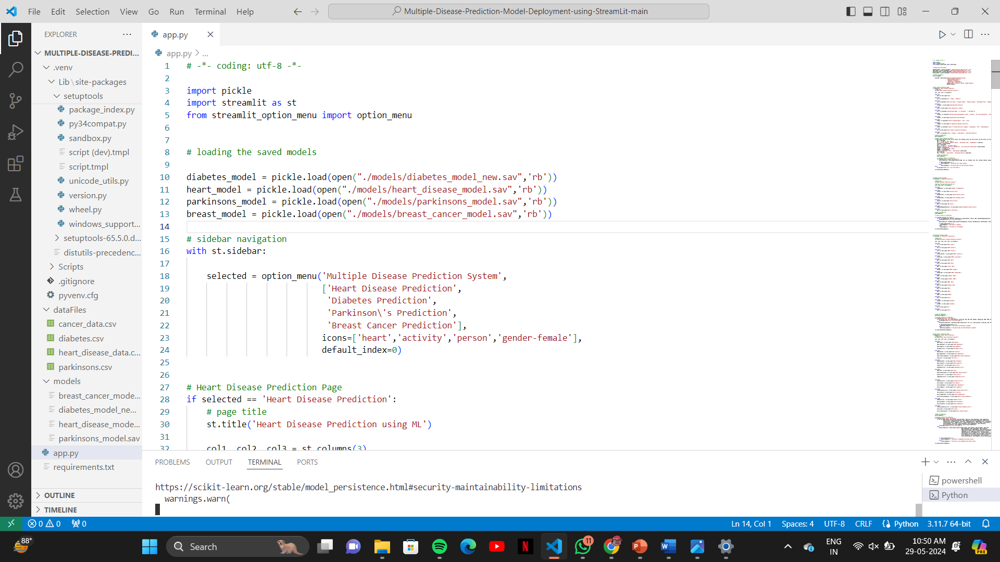 File Edit Selection View Go Run Terminal Help
Multiple-Disease-Prediction-Model-Deployment-using-StreamLit-main
EXPLORER
MULTIPLE-DISEASE-PREDI...
.venv
Lib \ site-packages
setuptools
package_index.py
py34compat.py
sandbox.py
script (dev).tmpl
script.tmpl
unicode_utils.py
version.py
wheel.py
windows_support...
setuptools-65.5.0.d...
distutils-precedenc...
Scripts
.gitignore
pyvenv.cfg
dataFiles
cancer_data.csv
diabetes.csv
heart_disease_data.c...
parkinsons.csv
models
breast_cancer_mode...
diabetes_model_ne...
heart_disease_mode...
parkinsons_model.sav
app.py
requirements.txt
OUTLINE
TIMELINE
app.py
app.py > ...
1 # -*- coding: utf-8 -*-
2
3 import pickle
4 import streamlit as st
5 from streamlit_option_menu import option_menu
6
7
8 # loading the saved models
9
10 diabetes_model = pickle.load(open("./models/diabetes_model_new.sav",'rb'))
11 heart_model = pickle.load(open("./models/heart_disease_model.sav",'rb'))
12 parkinsons_model = pickle.load(open("./models/parkinsons_model.sav",'rb'))
13 breast_model = pickle.load(open("./models/breast_cancer_model.sav",'rb'))
14
15 # sidebar navigation
16 with st.sidebar:
17
18 selected = option_menu('Multiple Disease Prediction System',
19 ['Heart Disease Prediction',
20 'Diabetes Prediction',
21 'Parkinson\'s Prediction',
22 'Breast Cancer Prediction'],
23 icons=['heart','activity','person','gender-female'],
24 default_index=0)
25
26
27 # Heart Disease Prediction Page
28 if selected == 'Heart Disease Prediction':
29 # page title
30 st.title('Heart Disease Prediction using ML')
31
32 col1, col2, col3 = st.columns(3)
PROBLEMS OUTPUT TERMINAL PORTS
https://scikit-learn.org/stable/model_persistence.html#security-maintainability-limitations
warnings.warn(
powershell
Python
0 0 0
Ln 14, Col 1 Spaces: 4 UTF-8 CRLF Python 3.11.7 64-bit
88°
Search
11
ENG
IN
10:50 AM
29-05-2024
PRE